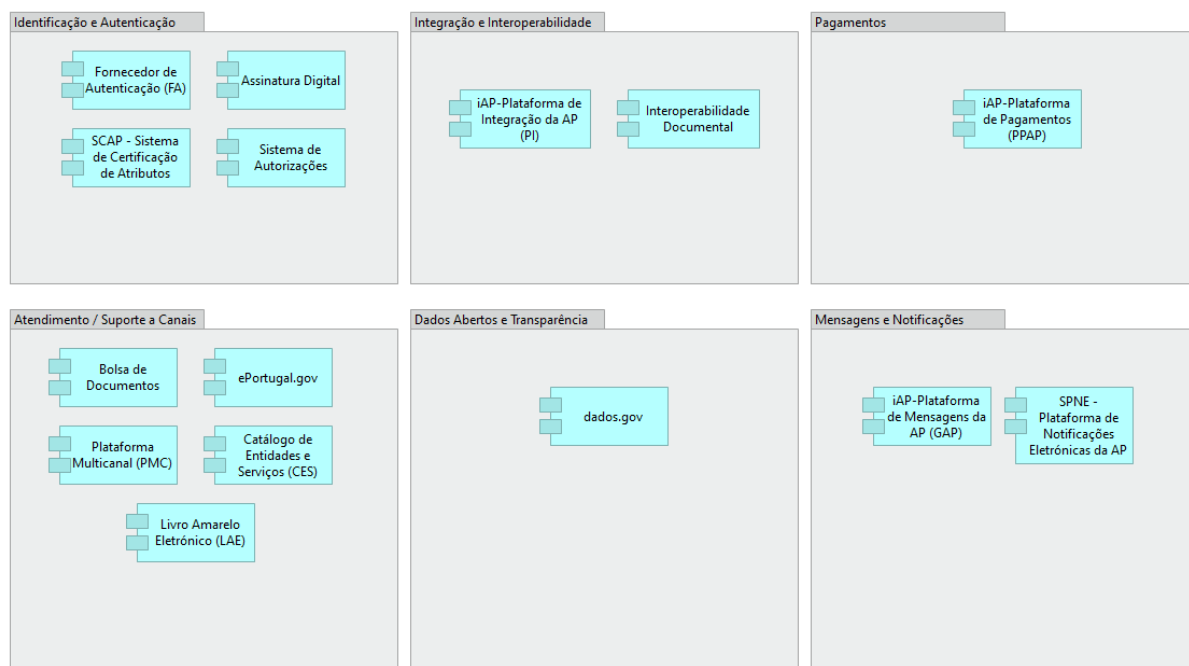 Identificação e Autenticação
Fornecedor de
Autenticação (FA)
Assinatura Digital
SCAP - Sistema
de Certificação
de Atributos
Sistema de
Autorizações
Integração e Interoperabilidade
iAP-Plataforma de
Integração da AP
(PI)
Interoperabilidade
Documental
Pagamentos
iAP-Plataforma
de Pagamentos
(PPAP)
Atendimento / Suporte a Canais
Bolsa de
Documentos
ePortugal.gov
Plataforma
Multicanal (PMC)
Catálogo de
Entidades e
Serviços (CES)
Livro Amarelo
Eletrónico (LAE)
Dados Abertos e Transparência
dados.gov
Mensagens e Notificações
iAP-Plataforma
de Mensagens da
AP (GAP)
SPNE -
Plataforma de
Notificações
Eletrónicas da AP